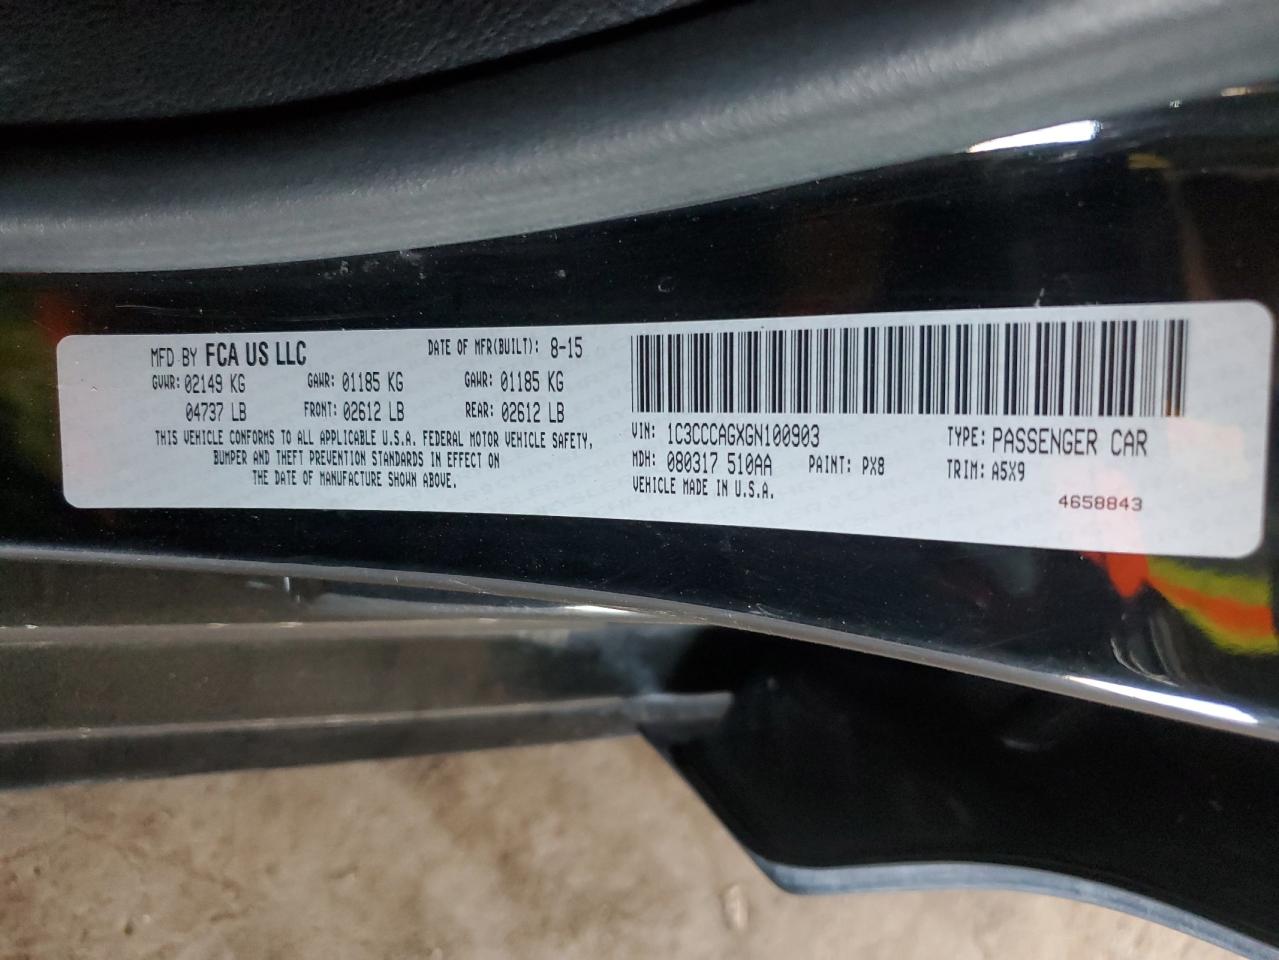 MFD BY FCA US LLC DATE OF MFR(BUILT): 8-15
GVWR: 02149 KG GAWR: 01185 KG GAWR: 01185 KG
04737 LB FRONT: 02612 LB REAR: 02612 LB
THIS VEHICLE CONFORMS TO ALL APPLICABLE U.S.A. FEDERAL MOTOR VEHICLE SAFETY,
BUMPER AND THEFT PREVENTION STANDARDS IN EFFECT ON
THE DATE OF MANUFACTURE SHOWN ABOVE.
VIN: 1C3CCCAGXGN100903 TYPE: PASSENGER CAR
MDH: 080317 510AA PAINT: PX8 TRIM: A5X9
VEHICLE MADE IN U.S.A.
4658843